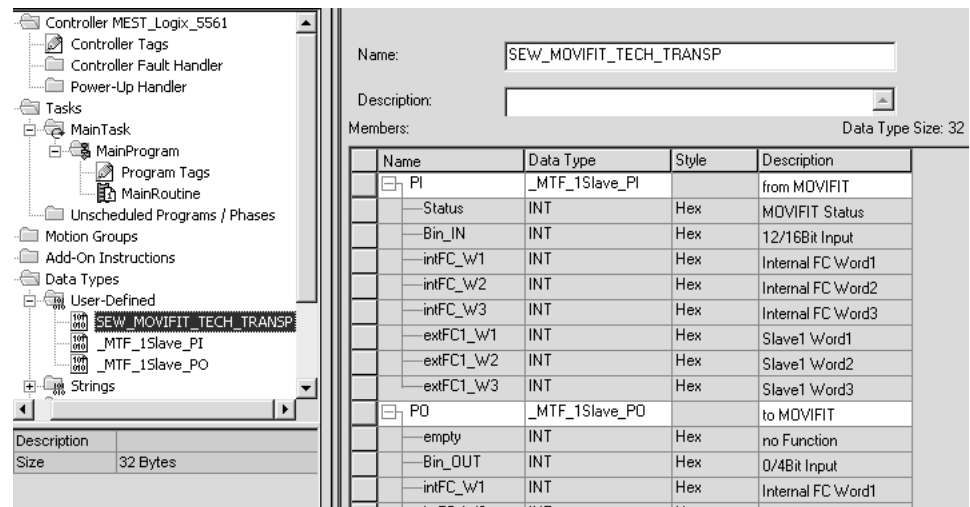 Controller MEST_Logix_5561
Controller Tags
Controller Fault Handler
Power-Up Handler
Tasks
MainTask
MainProgram
Program Tags
MainRoutine
Unscheduled Programs / Phases
Motion Groups
Add-On Instructions
Data Types
User-Defined
SEW_MOVIFIT_TECH_TRANSP
_MTF_1Slave_PI
_MTF_1Slave_PO
Strings
Description
Size 32 Bytes
Name: SEW_MOVIFIT_TECH_TRANSP
Description:
Members: Data Type Size: 32
Name Data Type Style Description
PI _MTF_1Slave_PI from MOVIFIT
Status INT Hex MOVIFIT Status
Bin_IN INT Hex 12/16Bit Input
intFC_W1 INT Hex Internal FC Word1
intFC_W2 INT Hex Internal FC Word2
intFC_W3 INT Hex Internal FC Word3
extFC1_W1 INT Hex Slave1 Word1
extFC1_W2 INT Hex Slave1 Word2
extFC1_W3 INT Hex Slave1 Word3
PO _MTF_1Slave_PO to MOVIFIT
empty INT Hex no Function
Bin_OUT INT Hex 0/4Bit Input
intFC_W1 INT Hex Internal FC Word1